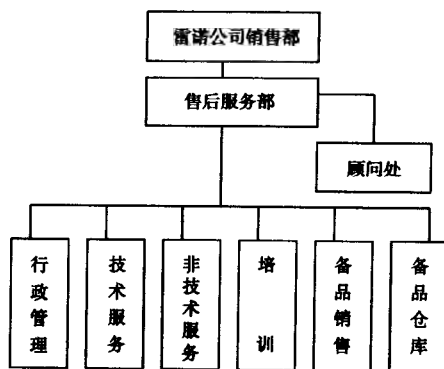 雷诺公司销售部
售后服务部
顾问处
行政管理
技术服务
非技术服务
培训
备品销售
备品仓库